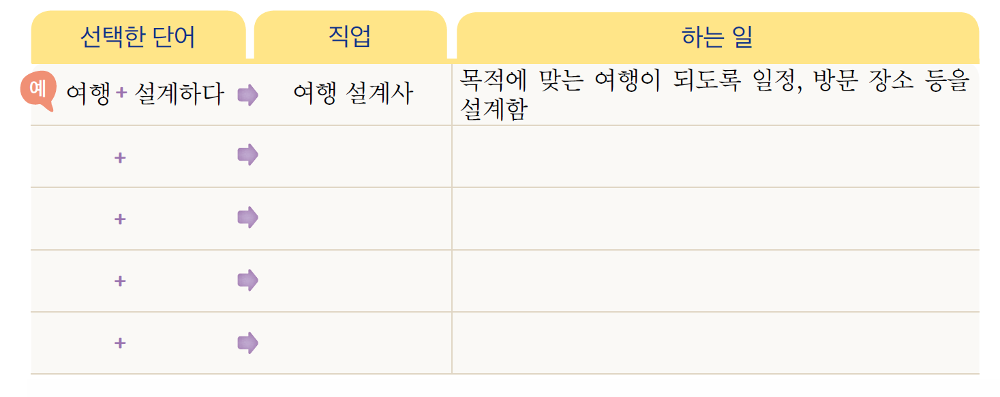 선택한 단어
직업
하는 일
예
여행 + 설계하다
여행 설계사
목적에 맞는 여행이 되도록 일정, 방문 장소 등을
설계함
+
+
+
+